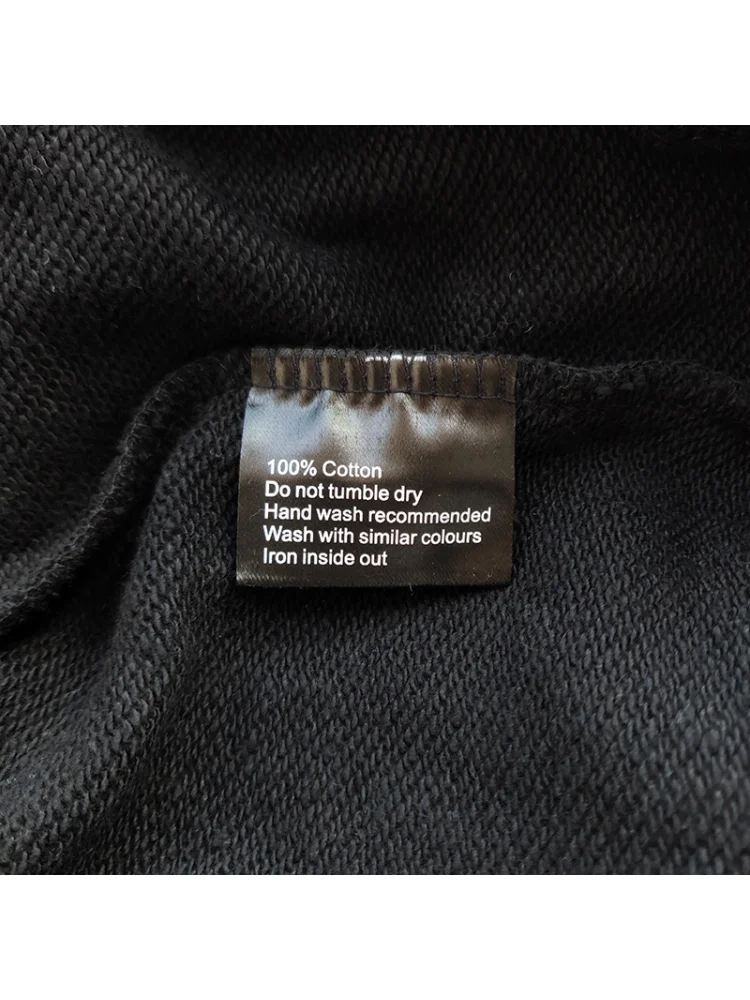 100% Cotton
Do not tumble dry
Hand wash recommended
Wash with similar colours
Iron inside out